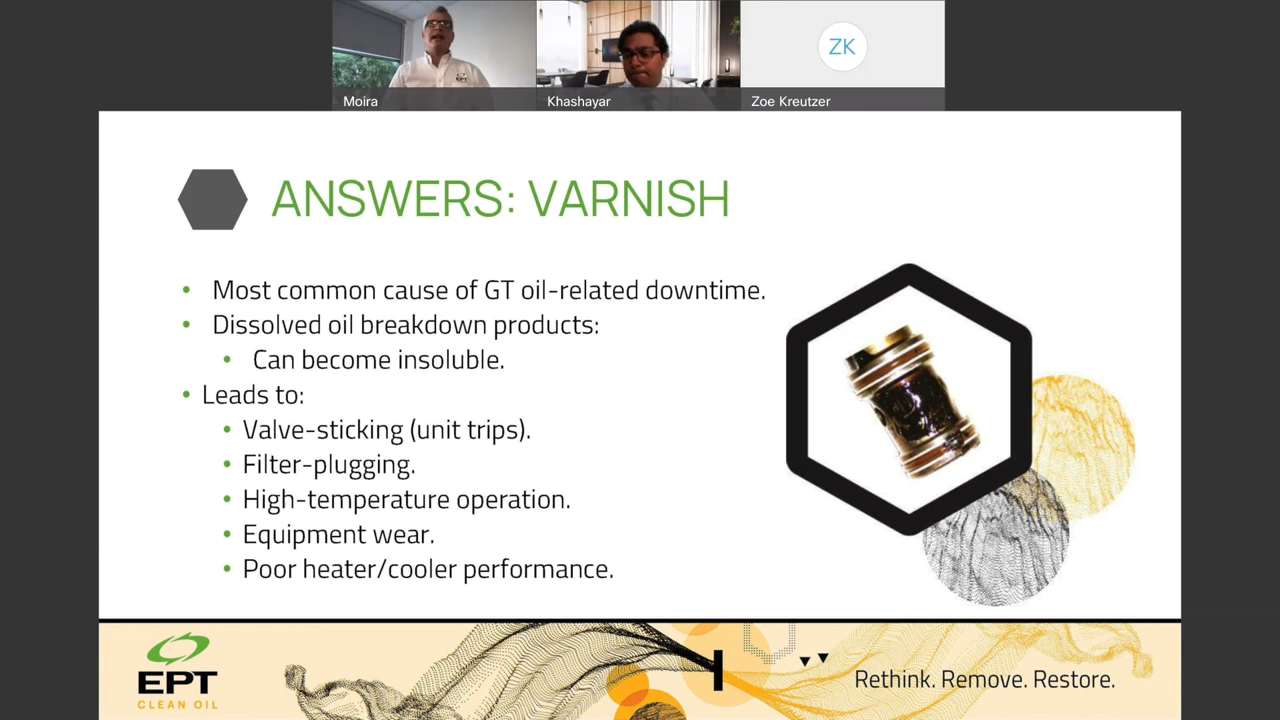 ZK
Moira
Khashayar
Zoe Kreutzer
ANSWERS: VARNISH
• Most common cause of GT oil-related downtime.
• Dissolved oil breakdown products:
• Can become insoluble.
• Leads to:
• Valve-sticking (unit trips).
• Filter-plugging.
• High-temperature operation.
• Equipment wear.
• Poor heater/cooler performance.
EPT
CLEAN OIL
Rethink. Remove. Restore.